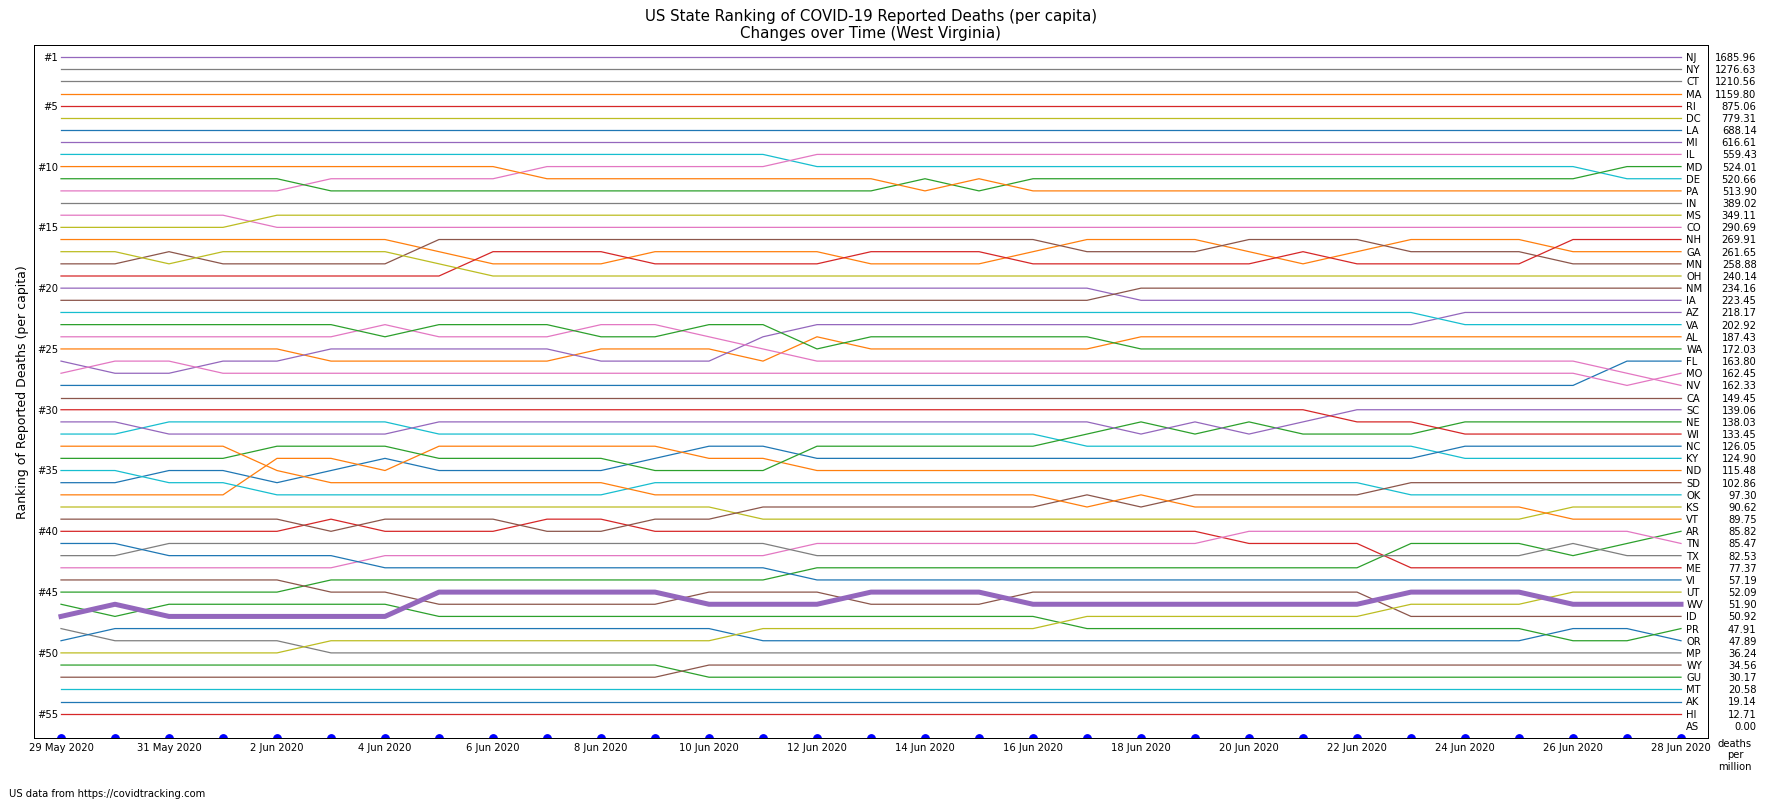 US State Ranking of COVID-19 Reported Deaths (per capita)
Changes over Time (West Virginia)
Ranking of Reported Deaths (per capita)
#1
#5
#10
#15
#20
#25
#30
#35
#40
#45
#50
#55
NJ 1685.96
NY 1276.63
CT 1210.56
MA 1159.80
RI 875.06
DC 779.31
LA 688.14
MI 616.61
IL 559.43
MD 524.01
DE 520.66
PA 513.90
IN 389.02
MS 349.11
CO 290.69
NH 269.91
GA 261.65
MN 258.88
OH 240.14
NM 234.16
IA 223.45
AZ 218.17
VA 202.92
AL 187.43
WA 172.03
FL 163.80
MO 162.45
NV 162.33
CA 149.45
SC 139.06
NE 138.03
WI 133.45
NC 126.05
KY 124.90
ND 115.48
SD 102.86
OK 97.30
KS 90.62
VT 89.75
AR 85.82
TN 85.47
TX 82.53
ME 77.37
VI 57.19
UT 52.09
WV 51.90
ID 50.92
PR 47.91
OR 47.89
MP 36.24
WY 34.56
GU 30.17
MT 20.58
AK 19.14
HI 12.71
AS 0.00
29 May 2020 31 May 2020 2 Jun 2020 4 Jun 2020 6 Jun 2020 8 Jun 2020 10 Jun 2020 12 Jun 2020 14 Jun 2020 16 Jun 2020 18 Jun 2020 20 Jun 2020 22 Jun 2020 24 Jun 2020 26 Jun 2020 28 Jun 2020
deaths
per
million
US data from https://covidtracking.com